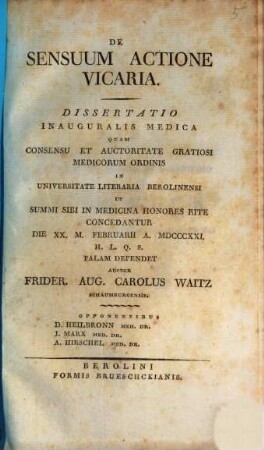 5
DE
SENSUUM ACTIONE
VICARIA.
DISSERTATIO
INAUGURALIS MEDICA
QUAM
CONSENSU ET AUCTORITATE GRATIOSI
MEDICORUM ORDINIS
IN
UNIVERSITATE LITERARIA BEROLINENSI
UT
SUMMI SIBI IN MEDICINA HONORES RITE
CONCEDANTUR
DIE XX. M. FEBRUARII A. MDCCCXXI.
H. L. Q. S.
PALAM DEFENDET
AUCTOR
FRIDER. AUG. CAROLUS WAITZ
SCHAUMBURGENSIS.
OPPONENTIBUS
D. HEILBRONN MED. DR.
J. MARX MED. DR.
A. HIRSCHEL MED. DR.
BEROLINI
FORMIS BRUESCHCKIANIS.